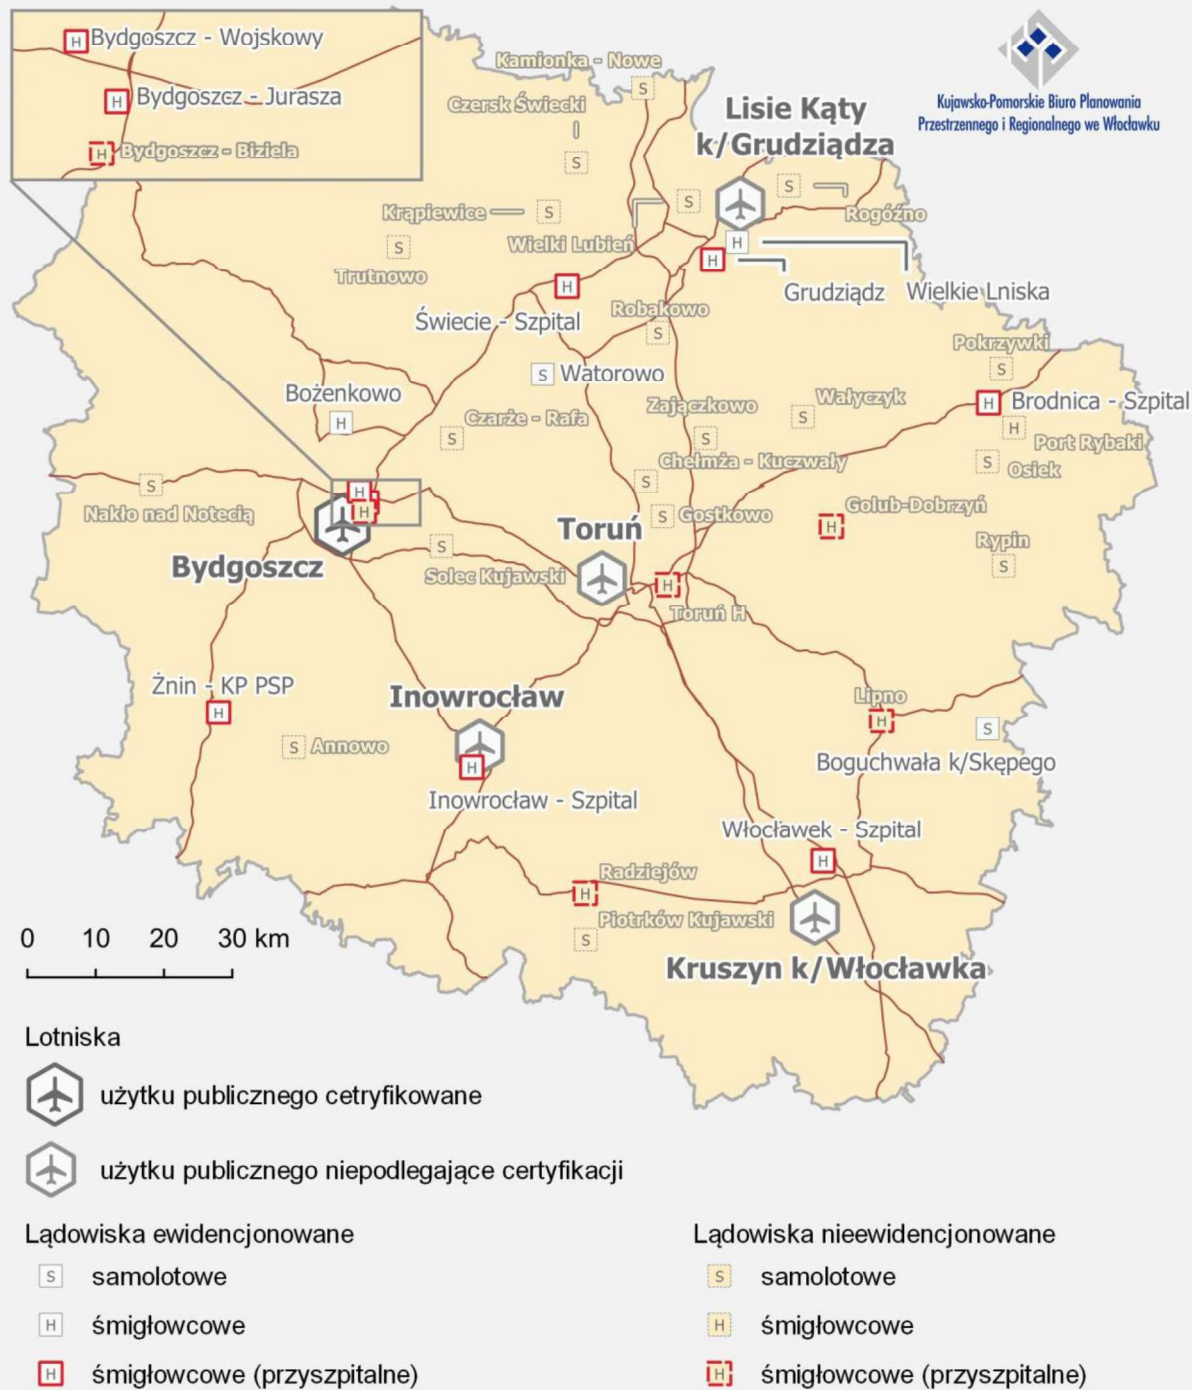 Bydgoszcz - Wojskowy
H
Bydgoszcz - Jurasza
H
Bydgoszcz - Biziela
H
Kujawsko-Pomorskie Biuro Planowania
Przestrzennego i Regionalnego we Włocławku
Kamionka - Nowe
S
Czersk Świecki
S
Lisie Kąty
k/Grudziądza
Krąpiewice
S
S
S
Rogóźno
Wielki Lubień
Trutnowo
S
H
H
Grudziądz
Wielkie Lniska
H
Świecie - Szpital
Robakowo
S
Pokrzywki
S
S
Watorowo
Bożenkowo
H
Czarże - Rafa
S
Zajączkowo
S
Wałyczyk
S
H
Brodnica - Szpital
H
Port Rybaki
S
Osiek
Chełmża - Kuczwały
S
S
Nakło nad Notecią
H
H
Bydgoszcz
S
Gostkowo
Golub-Dobrzyń
H
Rypin
S
Toruń
S
Solec Kujawski
H
Toruń H
Żnin - KP PSP
H
Inowrocław
S
Annowo
H
Inowrocław - Szpital
Lipno
H
S
Boguchwała k/Skępego
Włocławek - Szpital
H
Radziejów
H
Piotrków Kujawski
S
Kruszyn k/Włocławka
0 10 20 30 km
Lotniska
użytku publicznego cetryfikowane
użytku publicznego niepodlegające certyfikacji
Lądowiska ewidencjonowane
S samolotowe
H śmigłowcowe
H śmigłowcowe (przyszpitalne)
Lądowiska nieewidencjonowane
S samolotowe
H śmigłowcowe
H śmigłowcowe (przyszpitalne)